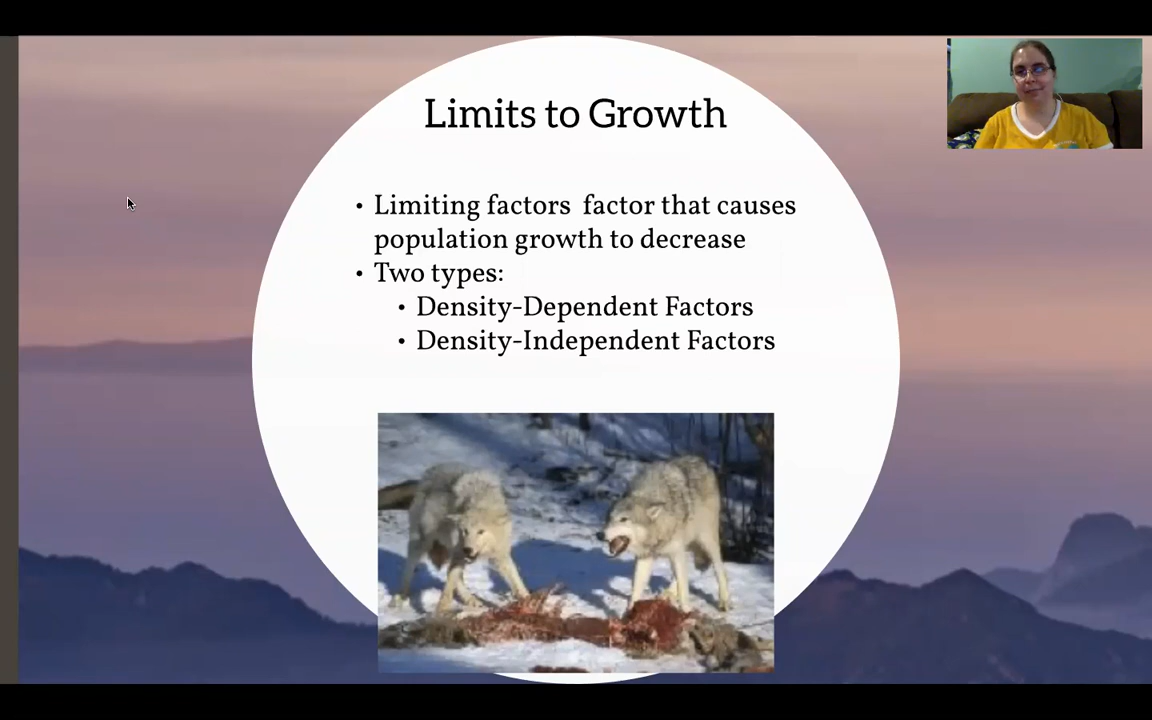 Limits to Growth
• Limiting factors  factor that causes
population growth to decrease
• Two types:
• Density-Dependent Factors
• Density-Independent Factors